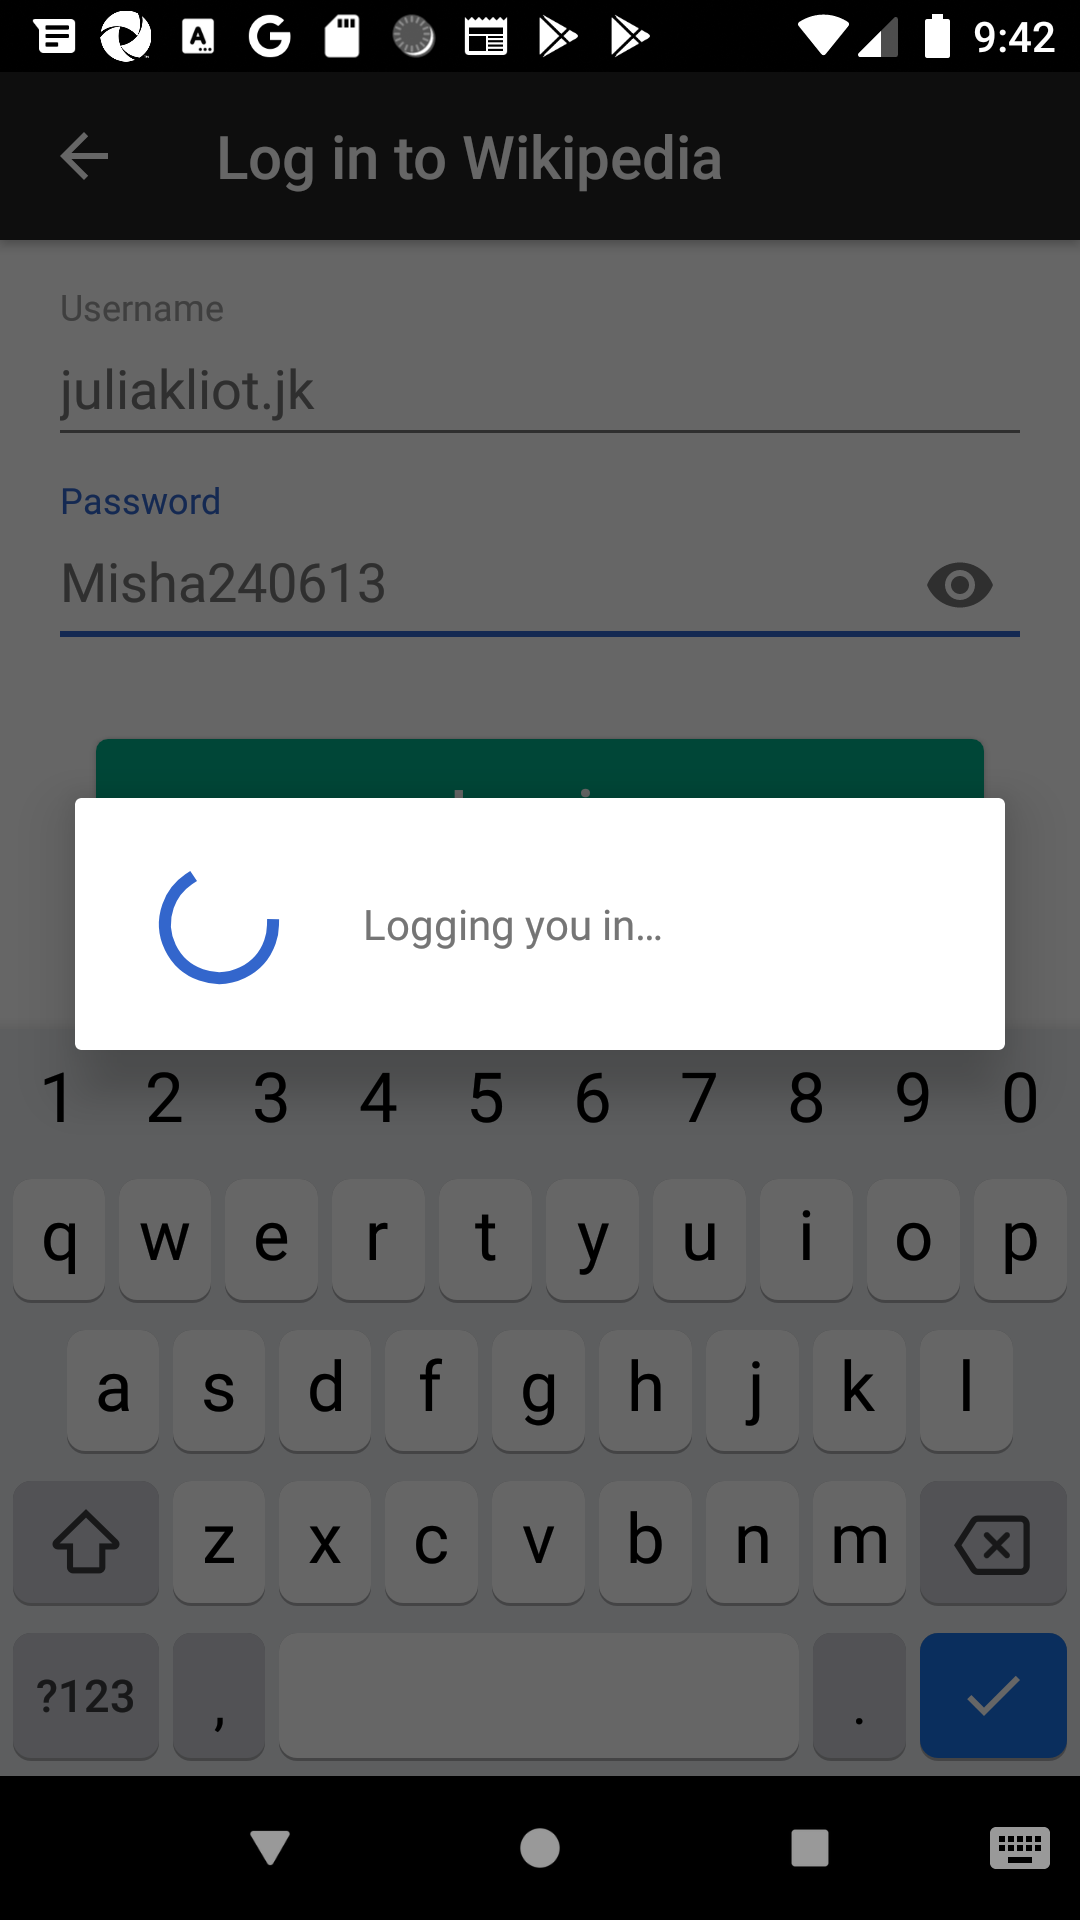 9:42
Log in to Wikipedia
Username
juliakliot.jk
Password
Misha240613
Logging you in...
1 2 3 4 5 6 7 8 9 0
q w e r t y u i o p
a s d f g h j k l
z x c v b n m
?123 , .